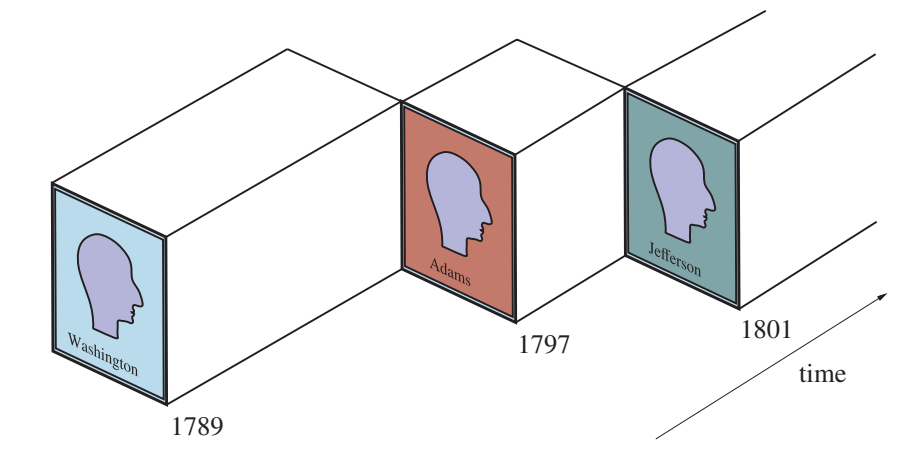 Washington
1789
Adams
1797
Jefferson
1801
time